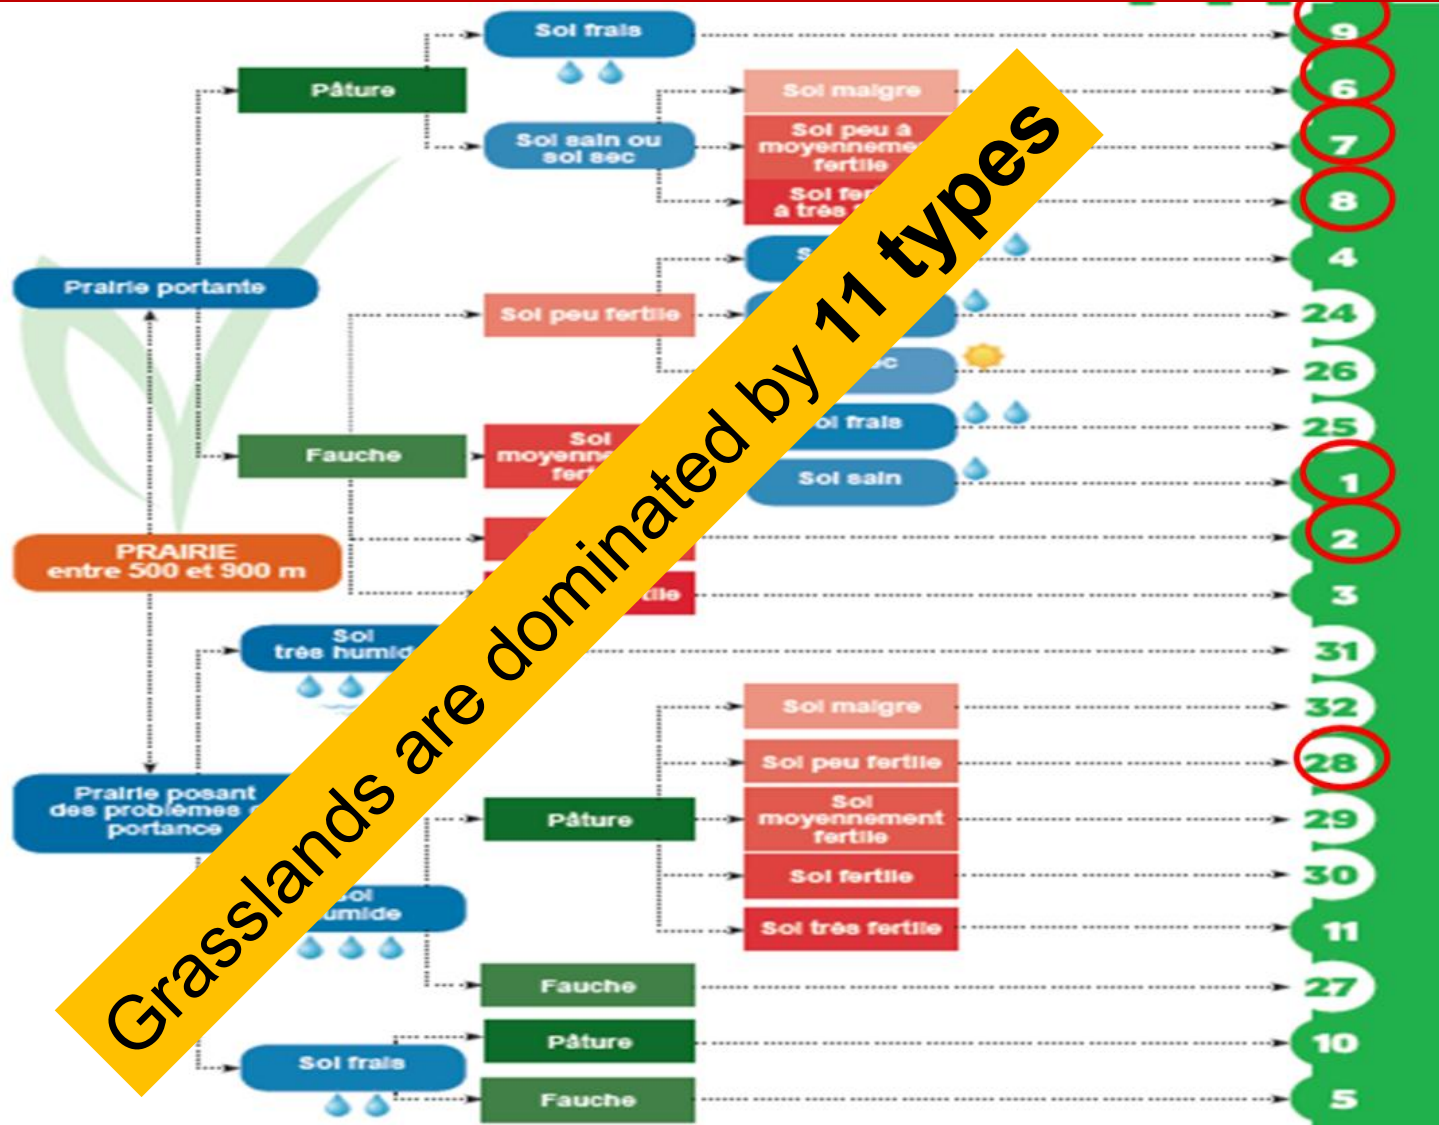 Sol frais
9
Pâture
Sol maigre
6
Sol sain ou
sol sec
Sol peu à
fertile
7
à très
8
4
Prairie portante
Sol peu fertile
24
26
frais
25
Fauche
Sol
Sol sain
1
2
PRAIRIE
entre 500 et 900 m
3
Sol
très
31
Sol maigre
32
Sol peu fertile
28
Prairie posant
des problèmes
portance
Pâture
Sol
moyennement
fertile
29
Sol fertile
30
Sol très fertile
11
Fauche
27
Pâture
10
Sol frais
Fauche
5
Grasslands are dominated by 11 types